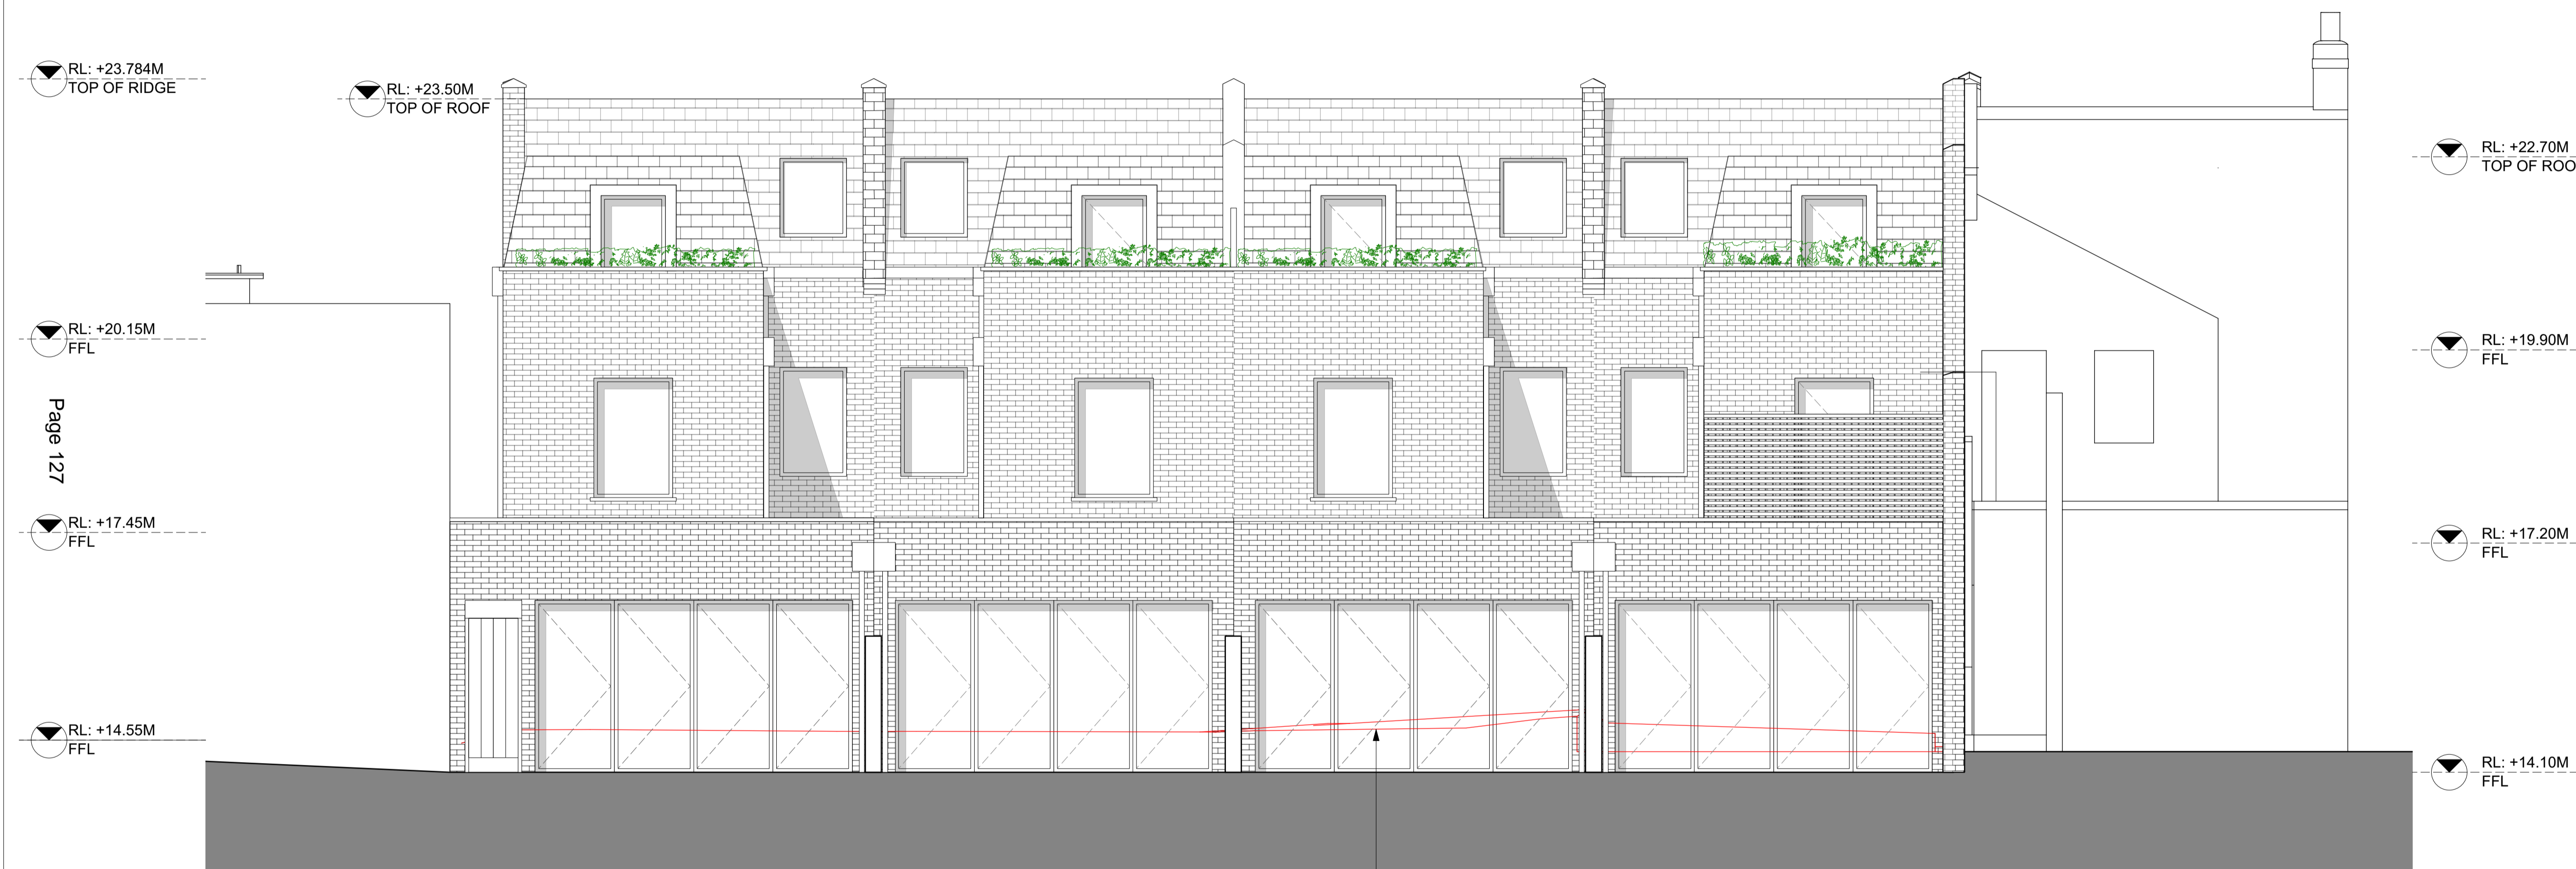 RL: +23.784M
TOP OF RIDGE
RL: +23.50M
TOP OF ROOF
RL: +22.70M
TOP OF ROO
RL: +20.15M
FFL
RL: +19.90M
FFL
Page 127
RL: +17.45M
FFL
RL: +17.20M
FFL
RL: +14.55M
FFL
RL: +14.10M
FFL